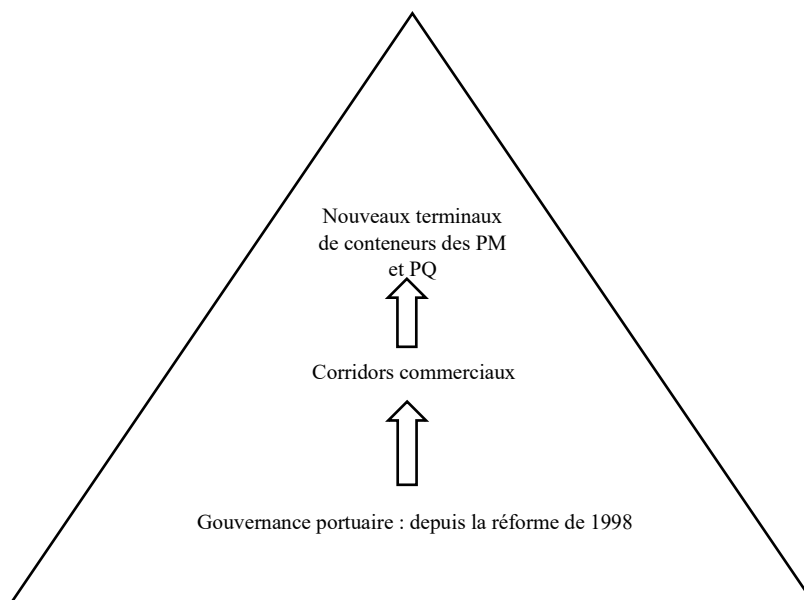 Nouveaux terminaux
de conteneurs des PM
et PQ
Corridors commerciaux
Gouvernance portuaire : depuis la réforme de 1998